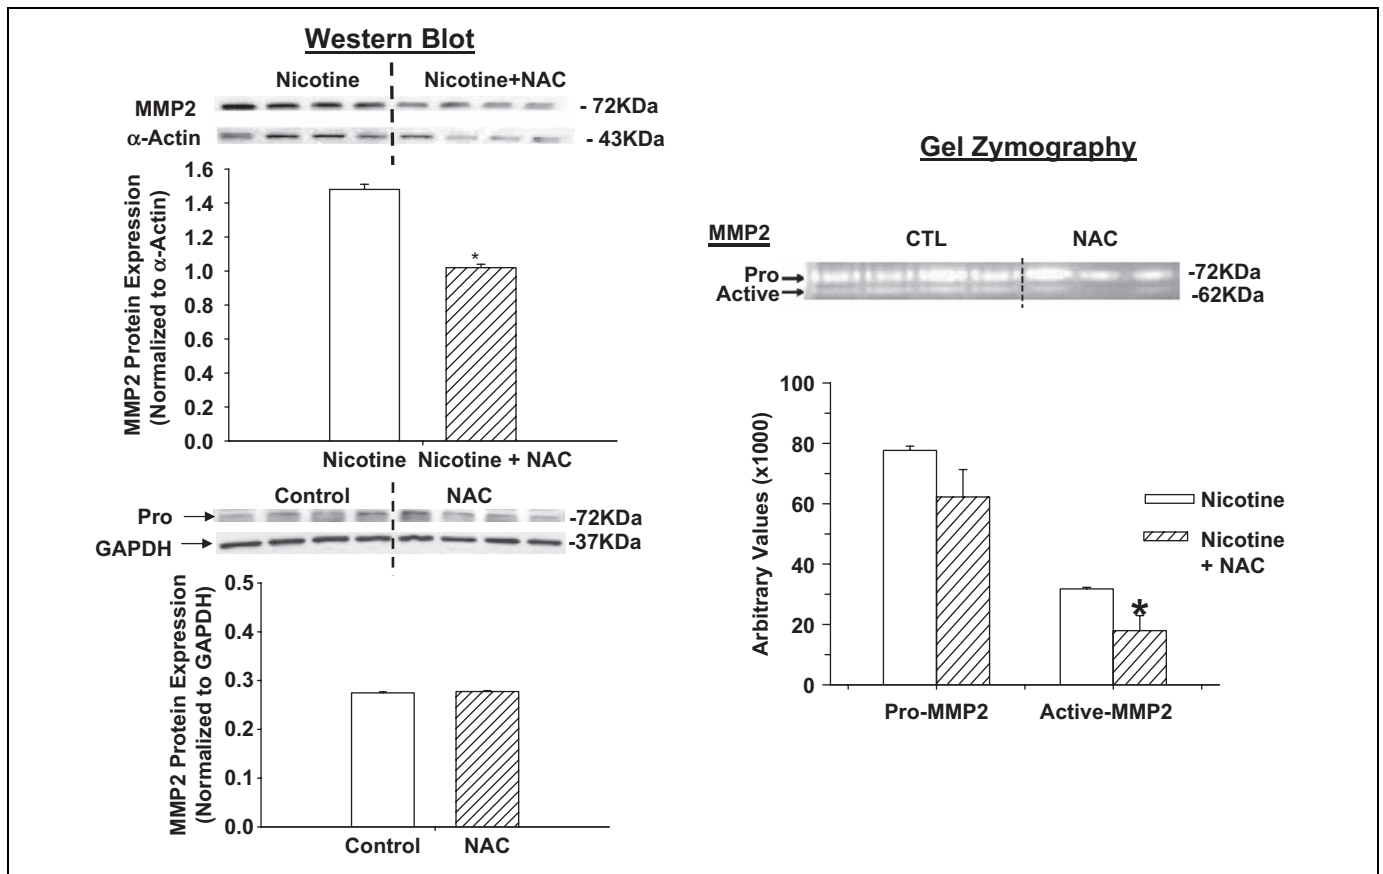 Western Blot
Nicotine Nicotine+NAC
MMP2 - 72KDa
α-Actin - 43KDa
MMP2 Protein Expression
(Normalized to α-Actin)
1.6
1.4
1.2
1.0
0.8
0.6
0.4
0.2
0.0
*
Nicotine Nicotine + NAC
Control NAC
Pro -72KDa
GAPDH -37KDa
MMP2 Protein Expression
(Normalized to GAPDH)
0.5
0.4
0.3
0.2
0.1
0.0
Control NAC
Gel Zymography
MMP2 CTL NAC
Pro -72KDa
Active -62KDa
Arbitrary Values (x1000)
100
80
60
40
20
0
*
Pro-MMP2 Active-MMP2
Nicotine
Nicotine
+ NAC